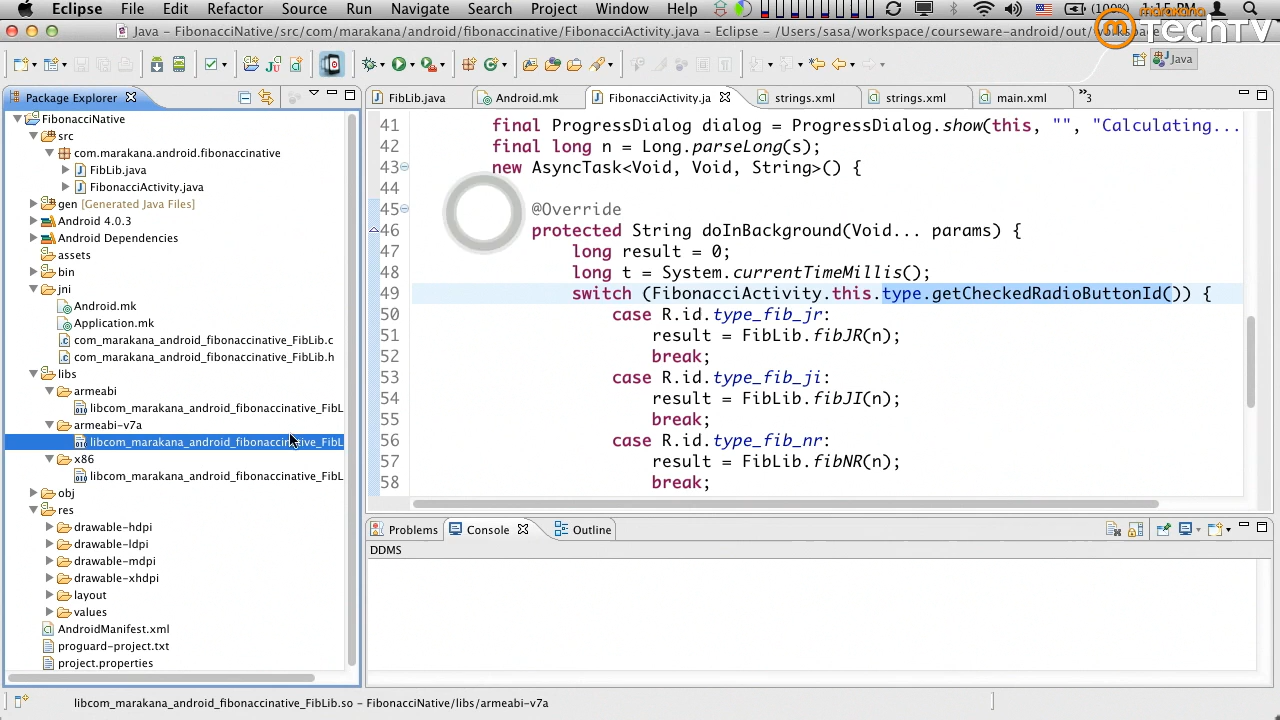 Eclipse File Edit Refactor Source Run Navigate Search Project Window Help (100%)
marakana
TechTV
Java – FibonacciNative/src/com/marakana/android/fibonaccinative/FibonacciActivity.java – Eclipse – /Users/sasa/workspace/courseware-android/out/workspace
Java
Package Explorer
FibLib.java Android.mk FibonacciActivity.ja strings.xml strings.xml main.xml »3
FibonacciNative
src
com.marakana.android.fibonaccinative
FibLib.java
FibonacciActivity.java
gen [Generated Java Files]
Android 4.0.3
Android Dependencies
assets
bin
jni
Android.mk
Application.mk
com_marakana_android_fibonaccinative_FibLib.c
com_marakana_android_fibonaccinative_FibLib.h
libs
armeabi
libcom_marakana_android_fibonaccinative_FibL
armeabi-v7a
libcom_marakana_android_fibonaccinative_FibL
x86
libcom_marakana_android_fibonaccinative_FibL
obj
res
drawable-hdpi
drawable-ldpi
drawable-mdpi
drawable-xhdpi
layout
values
AndroidManifest.xml
proguard-project.txt
project.properties
41 final ProgressDialog dialog = ProgressDialog.show(this, "", "Calculating...
42 final long n = Long.parseLong(s);
43 new AsyncTask<Void, Void, String>() {
44
45 @Override
46 protected String doInBackground(Void... params) {
47 long result = 0;
48 long t = System.currentTimeMillis();
49 switch (FibonacciActivity.this.type.getCheckedRadioButtonId()) {
50 case R.id.type_fib_jr:
51 result = FibLib.fibJR(n);
52 break;
53 case R.id.type_fib_ji:
54 result = FibLib.fibJI(n);
55 break;
56 case R.id.type_fib_nr:
57 result = FibLib.fibNR(n);
58 break;
Problems Console Outline
DDMS
libcom_marakana_android_fibonaccinative_FibLib.so – FibonacciNative/libs/armeabi-v7a